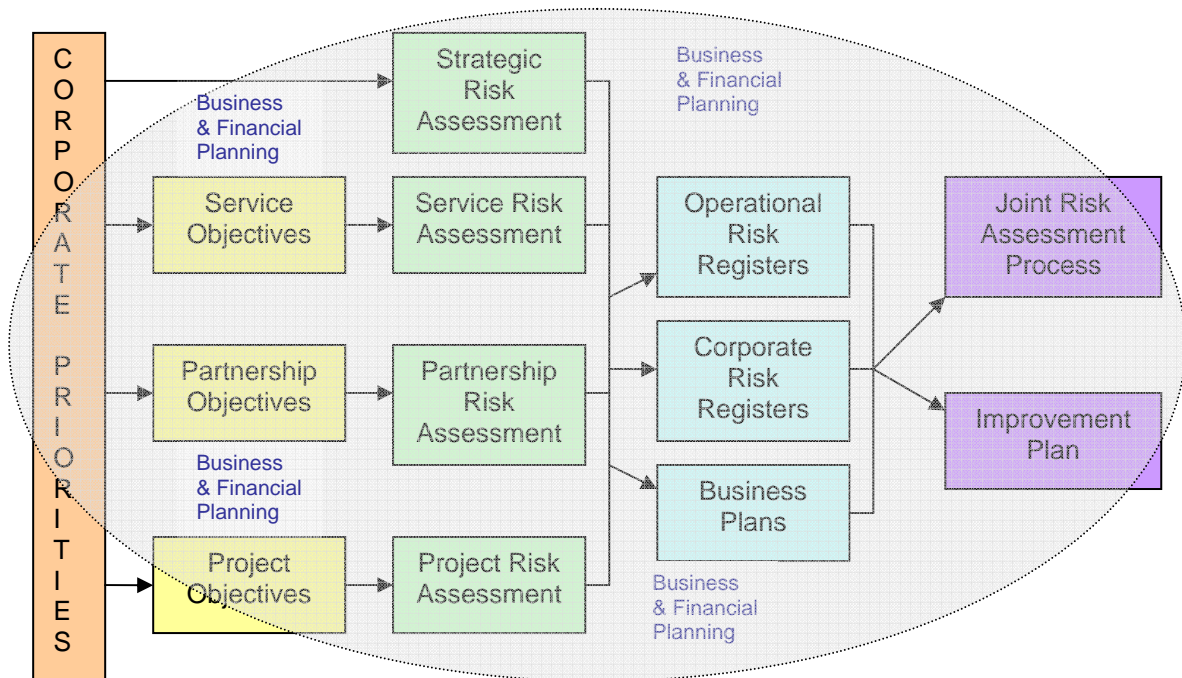 CORPORATE PRIORITIES
Strategic
Risk
Assessment
Business
& Financial
Planning
Business
& Financial
Planning
Service
Objectives
Service Risk
Assessment
Operational
Risk
Registers
Joint Risk
Assessment
Process
Partnership
Objectives
Partnership
Risk
Assessment
Corporate
Risk
Registers
Improvement
Plan
Business
& Financial
Planning
Business
Plans
Project
Objectives
Project Risk
Assessment
Business
& Financial
Planning